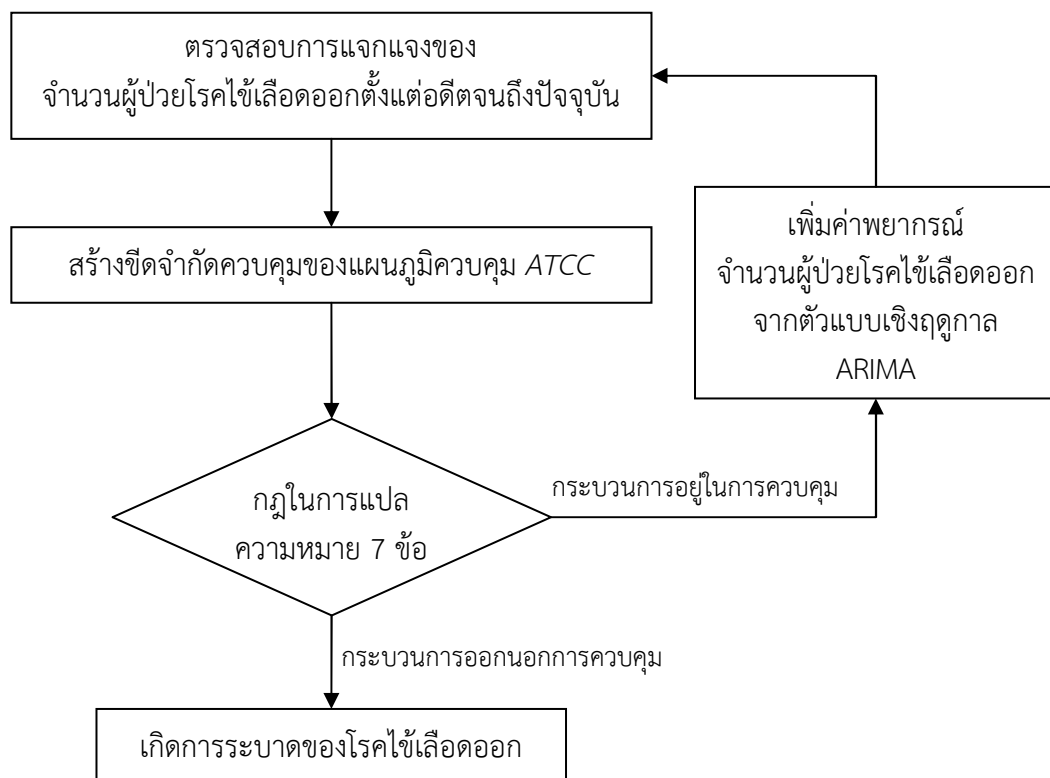 ตรวจสอบการแจกแจงของ
จำนวนผู้ป่วยโรคไข้เลือดออกตั้งแต่อดีตจนถึงปัจจุบัน
สร้างขีดจำกัดควบคุมของแผนภูมิควบคุม ATCC
เพิ่มค่าพยากรณ์
จำนวนผู้ป่วยโรคไข้เลือดออก
จากตัวแบบเชิงฤดูกาล
ARIMA
กฎในการแปล
ความหมาย 7 ข้อ
กระบวนการอยู่ในการควบคุม
กระบวนการออกนอกการควบคุม
เกิดการระบาดของโรคไข้เลือดออก